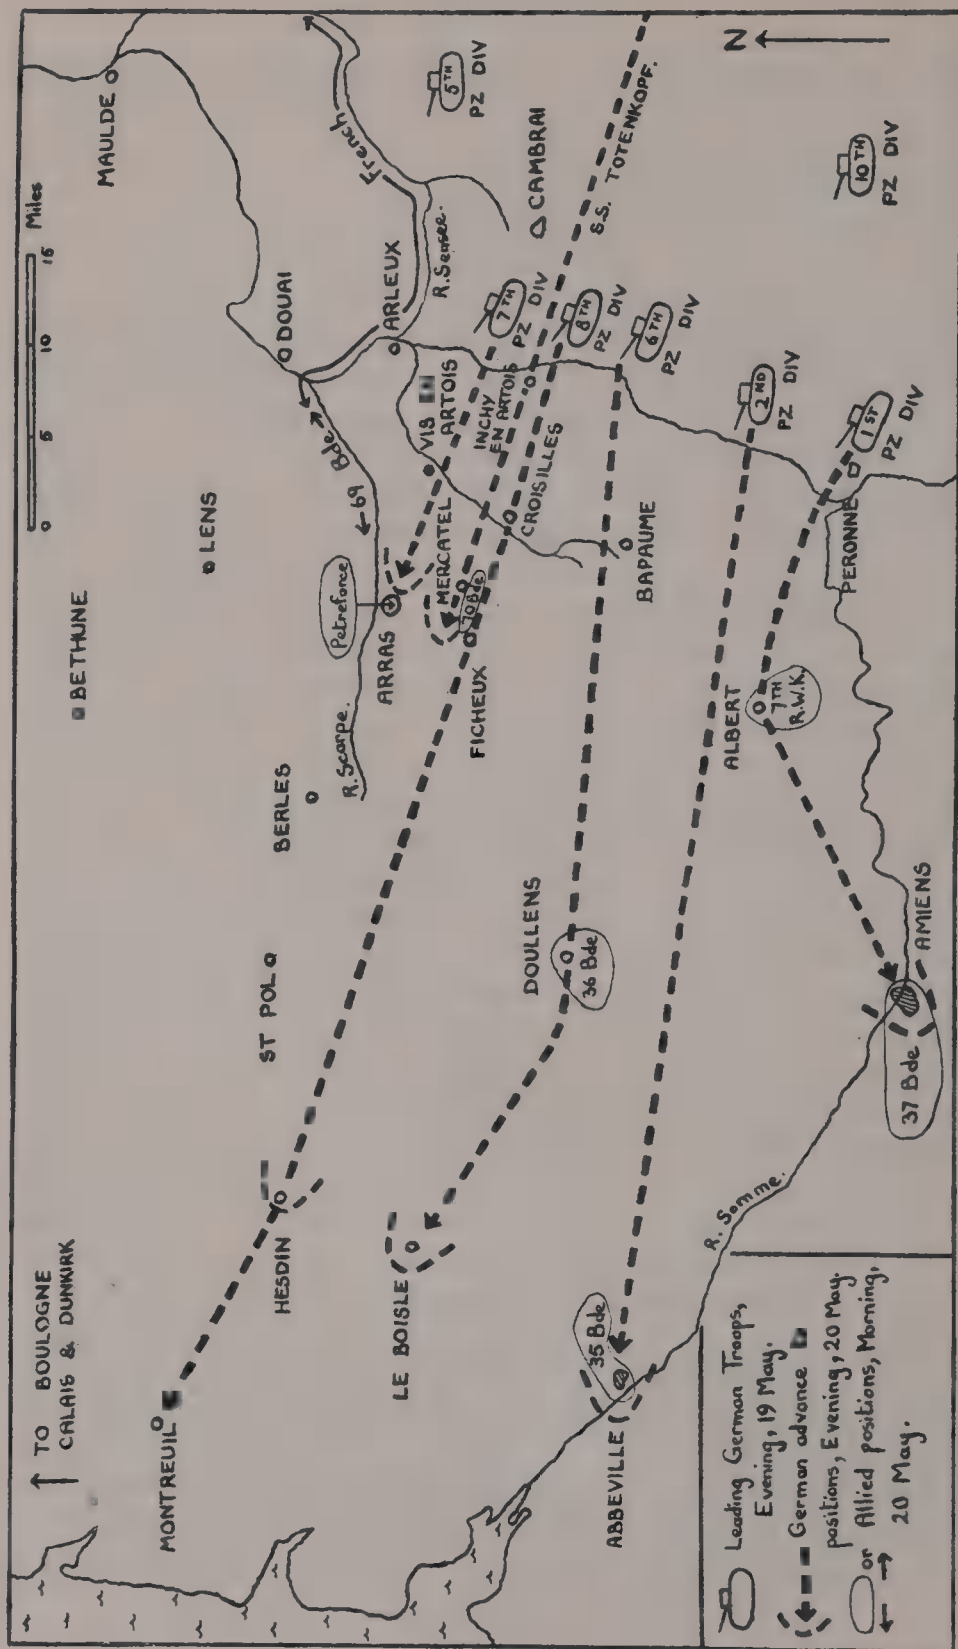 ↑ TO BOULOGNE
CALAIS & DUNKIRK
BETHUNE
0 5 10 15 Miles
MAULDE
LENS
DOUAI
MONTREUIL
HESDIN
ST POL
BERLES
R. Scarpe.
Petreforce
ARRAS
← 69 Bde →
French
ARLEUX
R. Sensee.
5TH
PZ DIV
N
LE BOISLE
FICHEUX
70 Bde
MERCATEL
VIS EN
ARTOIS
INCHY
EN ARTOIS
CROISILLES
7TH
PZ DIV
CAMBRAI
8TH
PZ DIV
S.S. TOTENKOPF.
6TH
PZ DIV
10TH
PZ DIV
DOULLENS
36 Bde
BAPAUME
35 Bde
ABBEVILLE
R. Somme.
ALBERT
7TH
R.W.K.
2ND
PZ DIV
1ST
PZ DIV
PERONNE
AMIENS
37 Bde
Leading German Troops,
Evening, 19 May.
German advance &
positions, Evening, 20 May.
or Allied positions, Morning,
20 May.